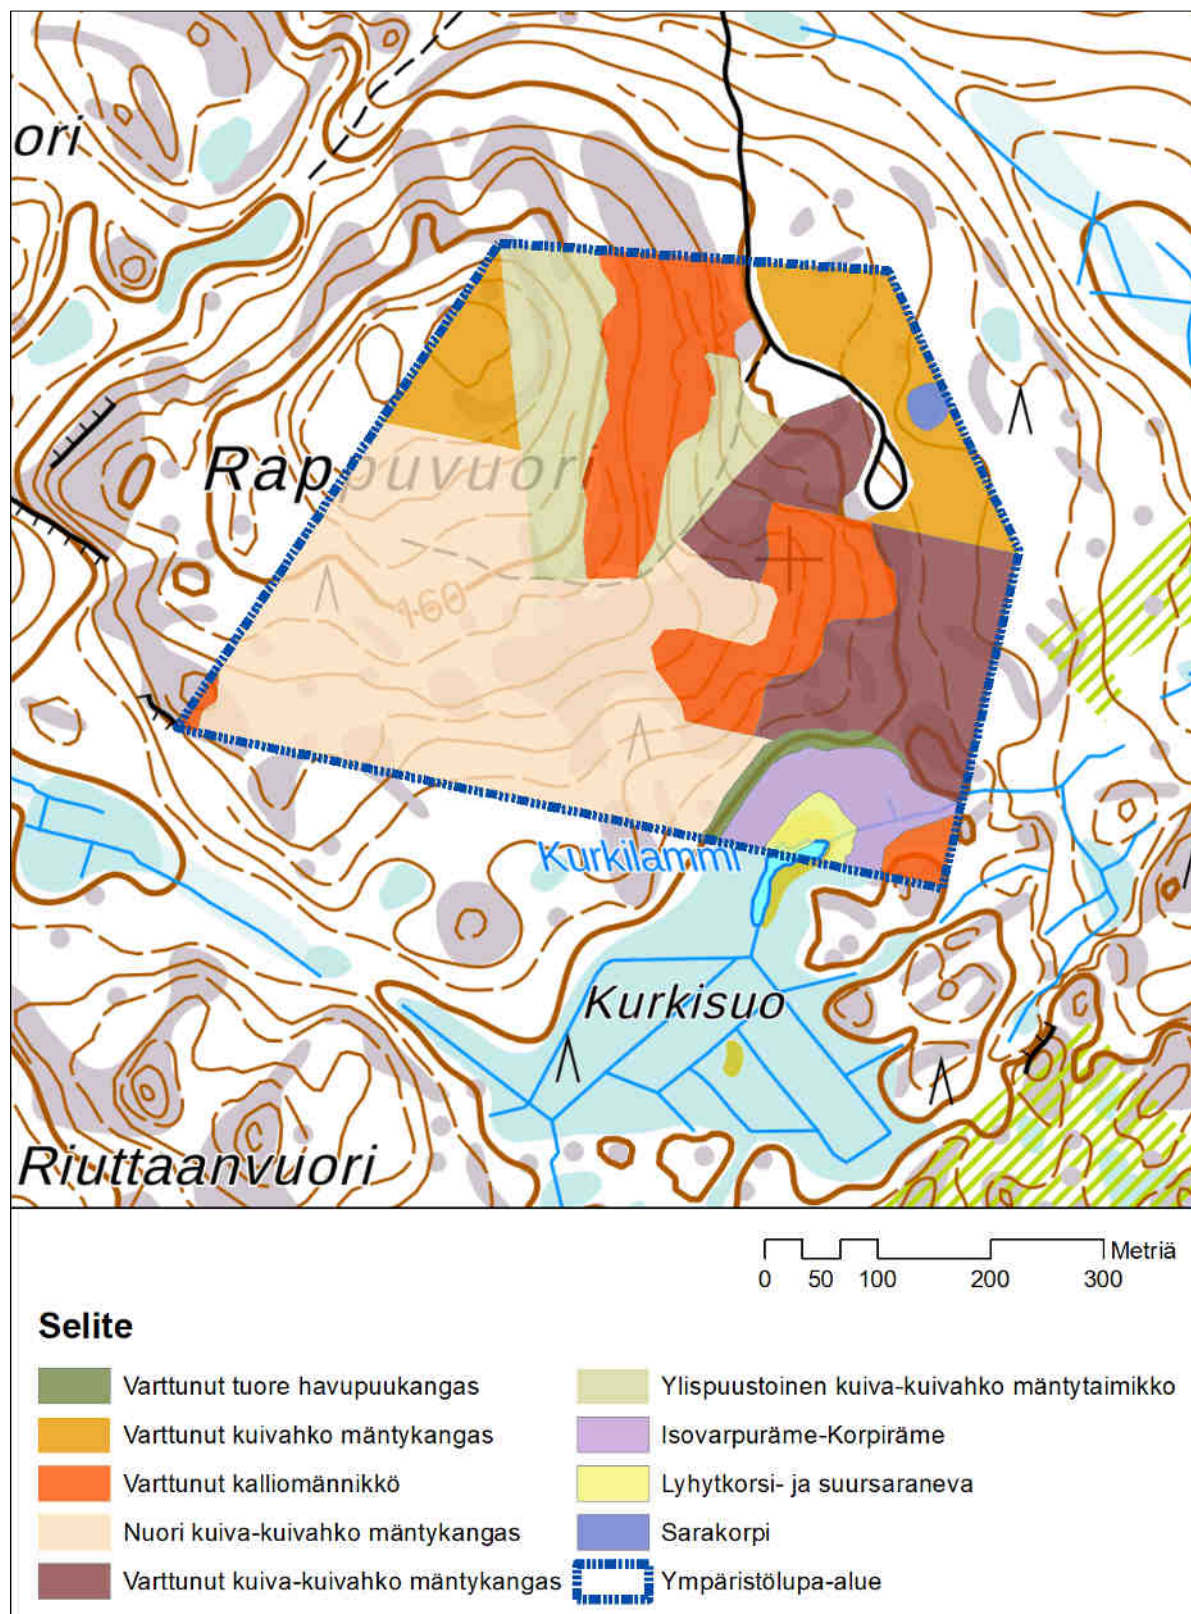 ori
Rappuvuori
160
Kurkilammi
Kurkisuo
Riuttaanvuori
Metriä
0 50 100 200 300
Selite
Varttunut tuore havupuukangas
Varttunut kuivahko mäntykangas
Varttunut kalliomännikkö
Nuori kuiva-kuivahko mäntykangas
Varttunut kuiva-kuivahko mäntykangas
Ylispuustoinen kuiva-kuivahko mäntytaimikko
Isovarpuräme-Korpiräme
Lyhytkorsi- ja suursaraneva
Sarakorpi
Ympäristölupa-alue